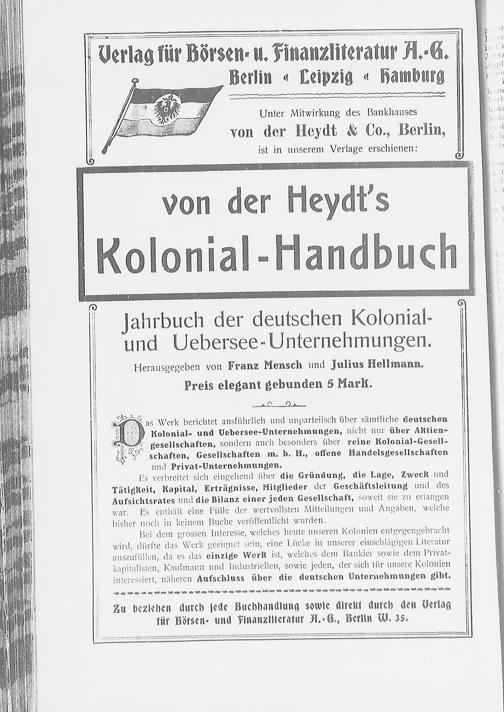 Verlag für Börsen- u. Finanzliteratur A.-G.
Berlin « Leipzig « Hamburg
Unter Mitwirkung des Bankhauses
von der Heydt & Co., Berlin,
ist in unserem Verlage erschienen:
von der Heydt's
Kolonial-Handbuch
Jahrbuch der deutschen Kolonial-
und Uebersee-Unternehmungen.
Herausgegeben von Franz Mensch und Julius Hellmann.
Preis elegant gebunden 5 Mark.
Das Werk berichtet ausführlich und unparteiisch über sämtliche deutschen
Kolonial- und Uebersee-Unternehmungen, nicht nur über Aktien-
gesellschaften, sondern auch besonders über reine Kolonial-Gesell-
schaften, Gesellschaften m. b. H., offene Handelsgesellschaften
und Privat-Unternehmungen.
Es verbreitet sich eingehend über die Gründung, die Lage, Zweck und
Tätigkeit, Kapital, Erträgnisse, Mitglieder der Geschäftsleitung und des
Aufsichtsrates und die Bilanz einer jeden Gesellschaft, soweit sie zu erlangen
war. Es enthält eine Fülle der wertvollsten Mitteilungen und Angaben, welche
bisher noch in keinem Buche veröffentlicht wurden.
Bei dem grossen Interesse, welches heute unseren Kolonien entgegengebracht
wird, dürfte das Werk geeignet sein, eine Lücke in unserer einschlägigen Literatur
auszufüllen, da es das einzige Werk ist, welches dem Bankier sowie dem Privat-
kapitalisten, Kaufmann und Industriellen, sowie jedem, der sich für unsere Kolonien
interessiert, näheren Aufschluss über die deutschen Unternehmungen gibt.
Zu beziehen durch jede Buchhandlung sowie direkt durch den Verlag
für Börsen- und Finanzliteratur A.-G., Berlin W. 35.